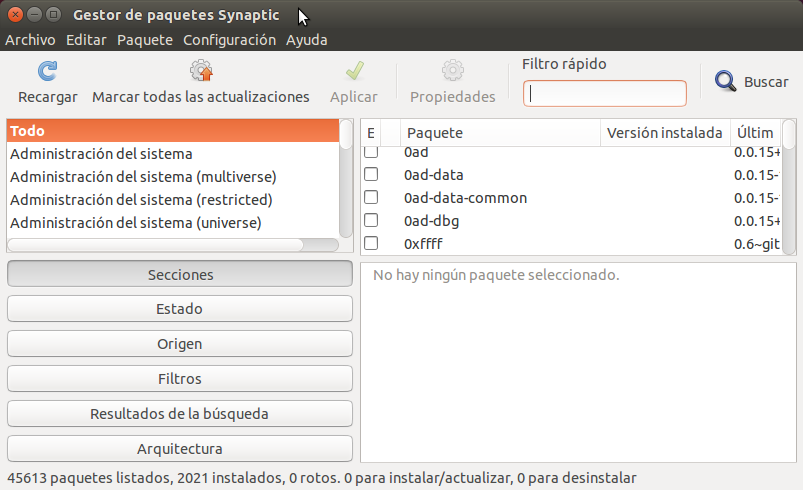 Gestor de paquetes Synaptic
Archivo Editar Paquete Configuración Ayuda
Filtro rápido
Recargar Marcar todas las actualizaciones Aplicar Propiedades Buscar
Todo
Administración del sistema
Administración del sistema (multiverse)
Administración del sistema (restricted)
Administración del sistema (universe)
Secciones
Estado
Origen
Filtros
Resultados de la búsqueda
Arquitectura
E Paquete Versión instalada Últim
0ad 0.0.15+
0ad-data 0.0.15-
0ad-data-common 0.0.15-
0ad-dbg 0.0.15+
0xffff 0.6~git
No hay ningún paquete seleccionado.
45613 paquetes listados, 2021 instalados, 0 rotos. 0 para instalar/actualizar, 0 para desinstalar